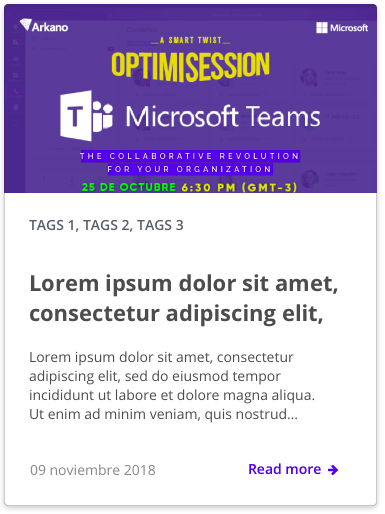 Arkano
Microsoft
A SMART TWIST
OPTIMISESSION
T Microsoft Teams
THE COLLABORATIVE REVOLUTION
FOR YOUR ORGANIZATION
25 DE OCTUBRE 6:30 PM (GMT-3)
TAGS 1, TAGS 2, TAGS 3
Lorem ipsum dolor sit amet,
consectetur adipiscing elit,
Lorem ipsum dolor sit amet, consectetur
adipiscing elit, sed do eiusmod tempor
incididunt ut labore et dolore magna aliqua.
Ut enim ad minim veniam, quis nostrud...
09 noviembre 2018
Read more